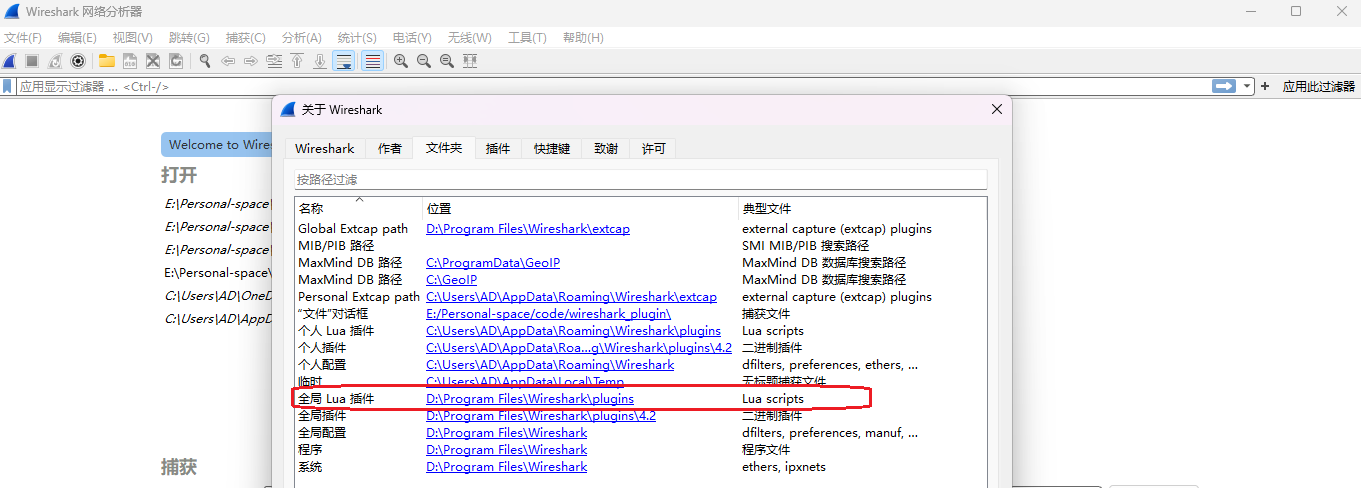 Wireshark 网络分析器
文件(F) 编辑(E) 视图(V) 跳转(G) 捕获(C) 分析(A) 统计(S) 电话(Y) 无线(W) 工具(T) 帮助(H)
应用显示过滤器 … <Ctrl-/> + 应用此过滤器
关于 Wireshark
Welcome to Wires
Wireshark 作者 文件夹 插件 快捷键 致谢 许可
打开
按路径过滤
E:\Personal-space\
E:\Personal-space\
E:\Personal-space\
E:\Personal-space\
C:\Users\AD\OneD
C:\Users\AD\AppD
名称 位置 典型文件
Global Extcap path D:\Program Files\Wireshark\extcap external capture (extcap) plugins
MIB/PIB 路径 SMI MIB/PIB 搜索路径
MaxMind DB 路径 C:\ProgramData\GeoIP MaxMind DB 数据库搜索路径
MaxMind DB 路径 C:\GeoIP MaxMind DB 数据库搜索路径
Personal Extcap path C:\Users\AD\AppData\Roaming\Wireshark\extcap external capture (extcap) plugins
“文件”对话框 E:/Personal-space/code/wireshark_plugin\ 捕获文件
个人 Lua 插件 C:\Users\AD\AppData\Roaming\Wireshark\plugins Lua scripts
个人插件 C:\Users\AD\AppData\Roa…g\Wireshark\plugins\4.2 二进制插件
个人配置 C:\Users\AD\AppData\Roaming\Wireshark dfilters, preferences, ethers, …
临时 C:\Users\AD\AppData\Local\Temp 无标题捕获文件
全局 Lua 插件 D:\Program Files\Wireshark\plugins Lua scripts
全局插件 D:\Program Files\Wireshark\plugins\4.2 二进制插件
全局配置 D:\Program Files\Wireshark dfilters, preferences, manuf, …
程序 D:\Program Files\Wireshark 程序文件
系统 D:\Program Files\Wireshark ethers, ipxnets
捕获